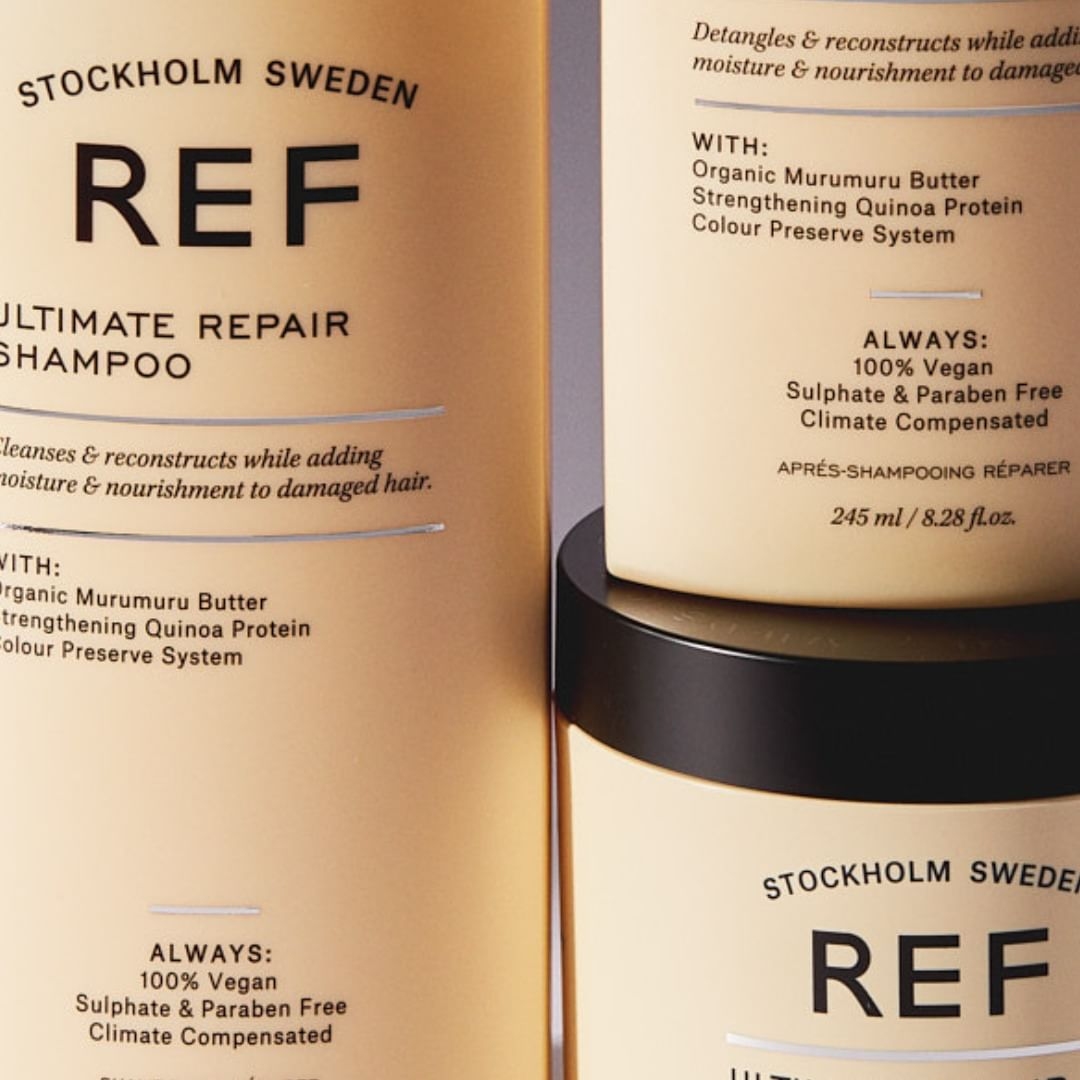 STOCKHOLM SWEDEN
REF
ULTIMATE REPAIR
SHAMPOO
Cleanses & reconstructs while adding
moisture & nourishment to damaged hair.
WITH:
Organic Murumuru Butter
Strengthening Quinoa Protein
Colour Preserve System
ALWAYS:
100% Vegan
Sulphate & Paraben Free
Climate Compensated
Detangles & reconstructs while
moisture & nourishment to damaged
WITH:
Organic Murumuru Butter
Strengthening Quinoa Protein
Colour Preserve System
ALWAYS:
100% Vegan
Sulphate & Paraben Free
Climate Compensated
APRÉS-SHAMPOOING RÉPARER
245 ml / 8.28 fl.oz.
STOCKHOLM SWEDEN
REF